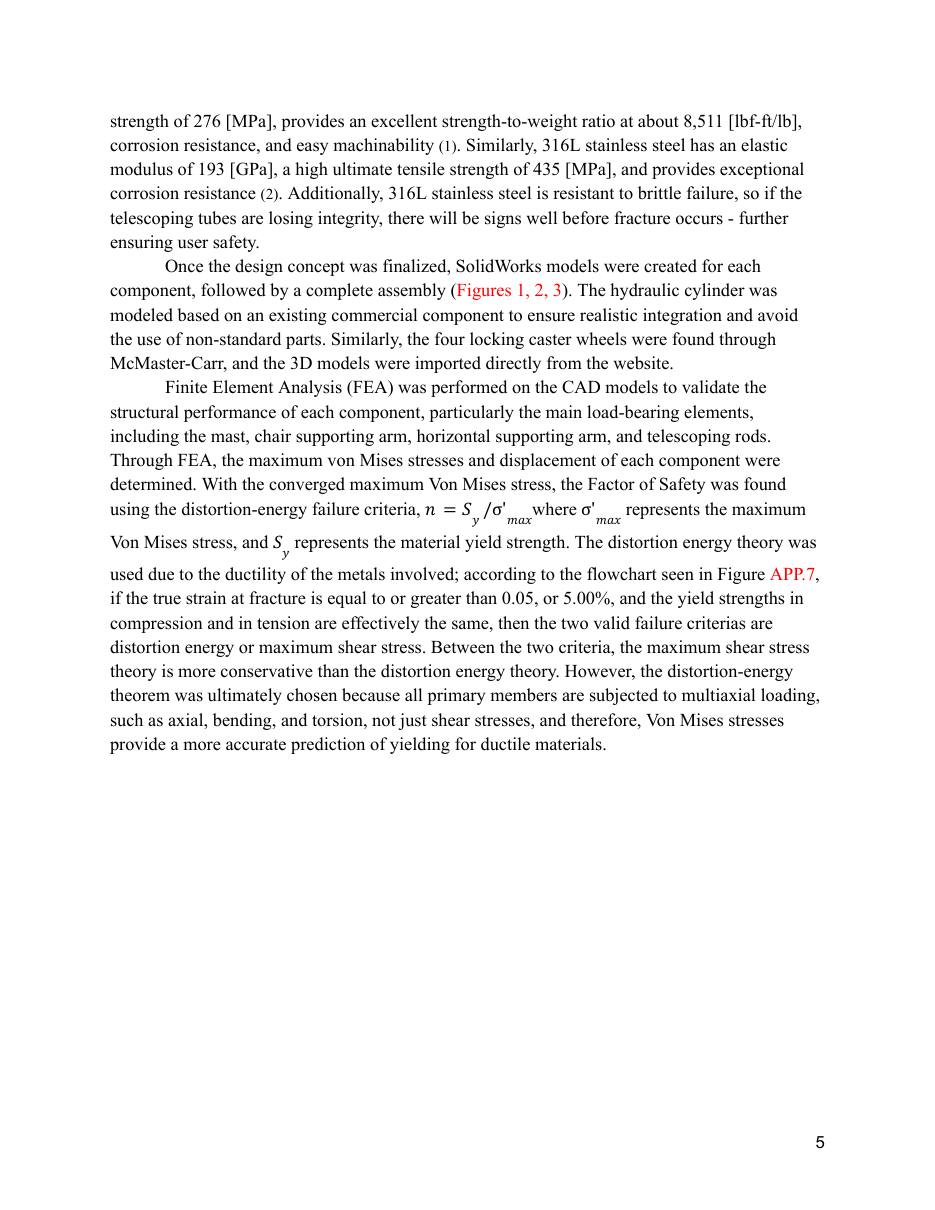 strength of 276 [MPa], provides an excellent strength-to-weight ratio at about 8,511 [lbf-ft/lb],
corrosion resistance, and easy machinability (1). Similarly, 316L stainless steel has an elastic
modulus of 193 [GPa], a high ultimate tensile strength of 435 [MPa], and provides exceptional
corrosion resistance (2). Additionally, 316L stainless steel is resistant to brittle failure, so if the
telescoping tubes are losing integrity, there will be signs well before fracture occurs - further
ensuring user safety.
Once the design concept was finalized, SolidWorks models were created for each
component, followed by a complete assembly (Figures 1, 2, 3). The hydraulic cylinder was
modeled based on an existing commercial component to ensure realistic integration and avoid
the use of non-standard parts. Similarly, the four locking caster wheels were found through
McMaster-Carr, and the 3D models were imported directly from the website.
Finite Element Analysis (FEA) was performed on the CAD models to validate the
structural performance of each component, particularly the main load-bearing elements,
including the mast, chair supporting arm, horizontal supporting arm, and telescoping rods.
Through FEA, the maximum von Mises stresses and displacement of each component were
determined. With the converged maximum Von Mises stress, the Factor of Safety was found
using the distortion-energy failure criteria, n = S_y /σ'_max where σ'_max represents the maximum
Von Mises stress, and S_y represents the material yield strength. The distortion energy theory was
used due to the ductility of the metals involved; according to the flowchart seen in Figure APP.7,
if the true strain at fracture is equal to or greater than 0.05, or 5.00%, and the yield strengths in
compression and in tension are effectively the same, then the two valid failure criterias are
distortion energy or maximum shear stress. Between the two criteria, the maximum shear stress
theory is more conservative than the distortion energy theory. However, the distortion-energy
theorem was ultimately chosen because all primary members are subjected to multiaxial loading,
such as axial, bending, and torsion, not just shear stresses, and therefore, Von Mises stresses
provide a more accurate prediction of yielding for ductile materials.
5